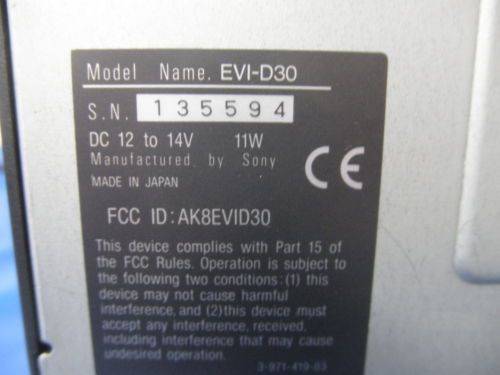 Model Name. EVI-D30
S.N. 135594
DC 12 to 14V 11W
Manufactured by Sony
MADE IN JAPAN
CE
FCC ID: AK8EVID30
This device complies with Part 15 of
the FCC Rules. Operation is subject to
the following two conditions: (1) this
device may not cause harmful
interference, and (2) this device must
accept any interference, received,
including interference that may cause
undesired operation.
3-971-419-03